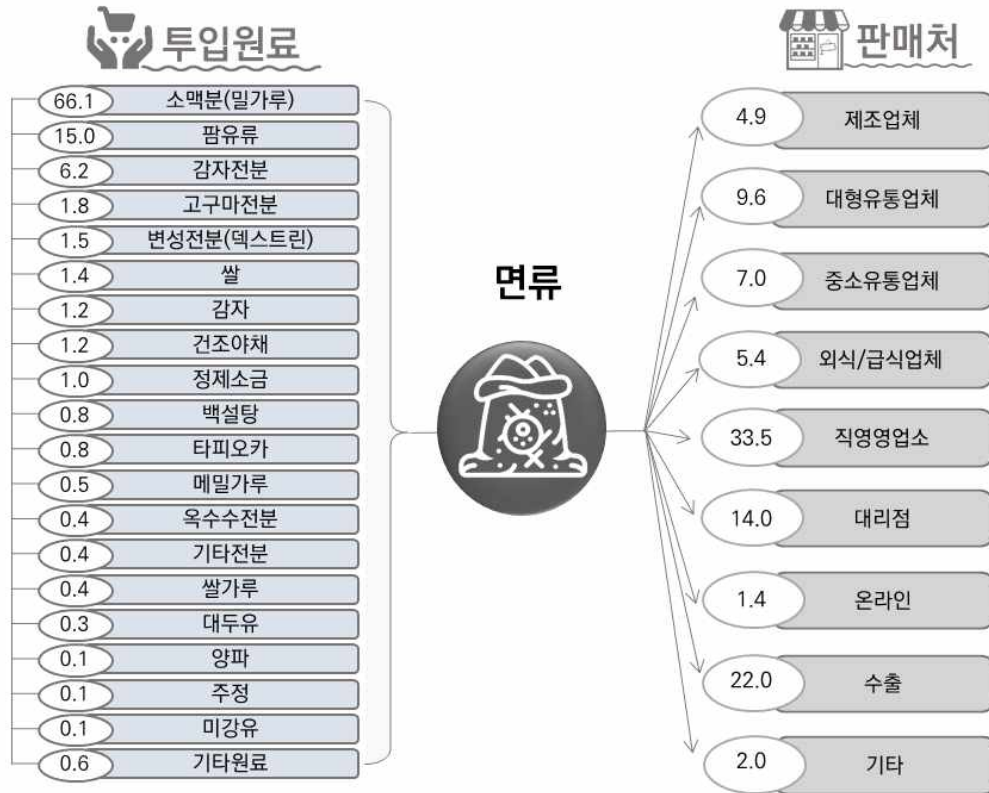 투입원료
66.1 소맥분(밀가루)
15.0 팜유류
6.2 감자전분
1.8 고구마전분
1.5 변성전분(덱스트린)
1.4 쌀
1.2 감자
1.2 건조야채
1.0 정제소금
0.8 백설탕
0.8 타피오카
0.5 메밀가루
0.4 옥수수전분
0.4 기타전분
0.4 쌀가루
0.3 대두유
0.1 양파
0.1 주정
0.1 미강유
0.6 기타원료
면류
판매처
4.9 제조업체
9.6 대형유통업체
7.0 중소유통업체
5.4 외식/급식업체
33.5 직영영업소
14.0 대리점
1.4 온라인
22.0 수출
2.0 기타